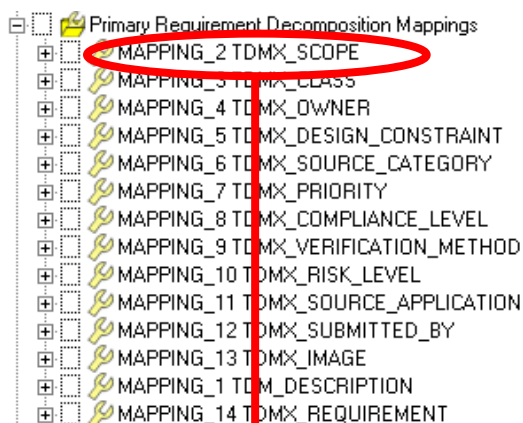 Primary Requirement Decomposition Mappings
MAPPING_2 TDMX_SCOPE
MAPPING_3 TDMX_CLASS
MAPPING_4 TDMX_OWNER
MAPPING_5 TDMX_DESIGN_CONSTRAINT
MAPPING_6 TDMX_SOURCE_CATEGORY
MAPPING_7 TDMX_PRIORITY
MAPPING_8 TDMX_COMPLIANCE_LEVEL
MAPPING_9 TDMX_VERIFICATION_METHOD
MAPPING_10 TDMX_RISK_LEVEL
MAPPING_11 TDMX_SOURCE_APPLICATION
MAPPING_12 TDMX_SUBMITTED_BY
MAPPING_13 TDMX_IMAGE
MAPPING_1 TDM_DESCRIPTION
MAPPING_14 TDMX_REQUIREMENT